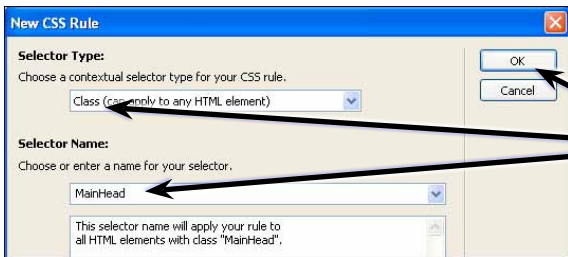 New CSS Rule
Selector Type:
Choose a contextual selector type for your CSS rule.
Class (can apply to any HTML element)
OK
Cancel
Selector Name:
Choose or enter a name for your selector.
MainHead
This selector name will apply your rule to
all HTML elements with class "MainHead".